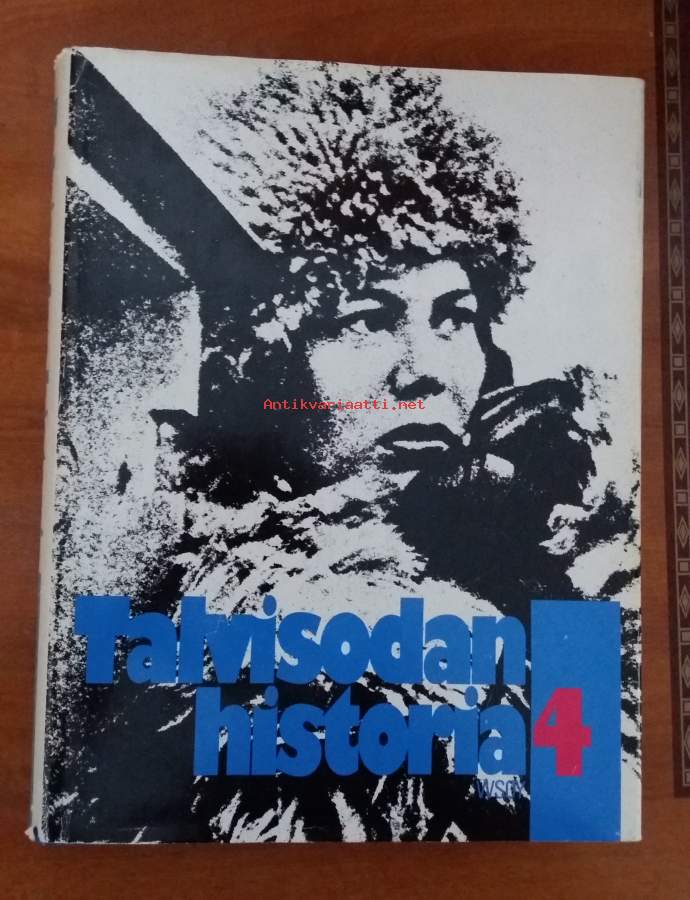 Antikvariaatti.net
Talvisodan
historia 4
WSOY